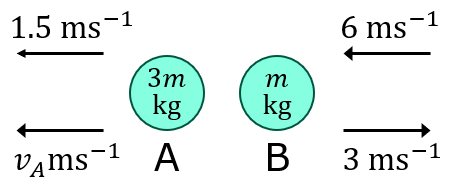 1.5 ms⁻¹ 6 ms⁻¹
3m kg m kg
v_A ms⁻¹ A B 3 ms⁻¹